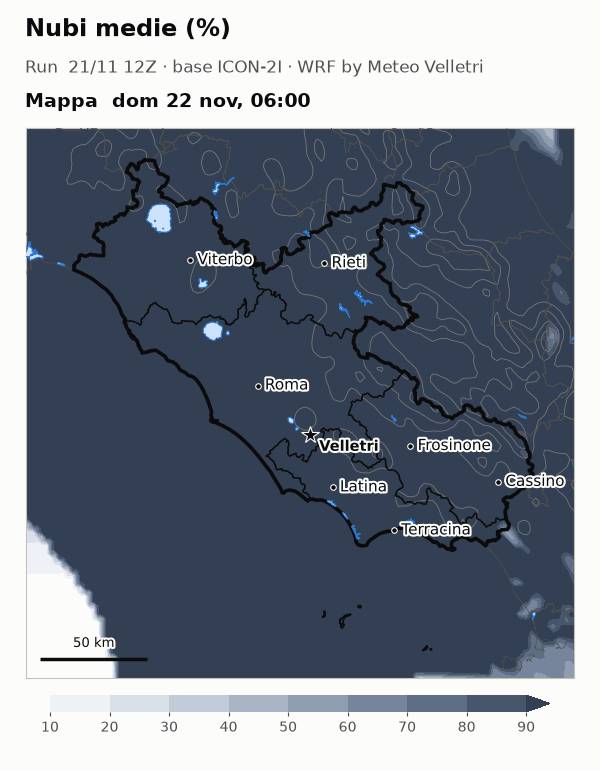 Nubi medie (%)
Run  21/11 12Z · base ICON-2I · WRF by Meteo Velletri
Mappa  dom 22 nov, 06:00
Viterbo
Rieti
Roma
Velletri
Frosinone
Cassino
Latina
Terracina
50 km
10 20 30 40 50 60 70 80 90